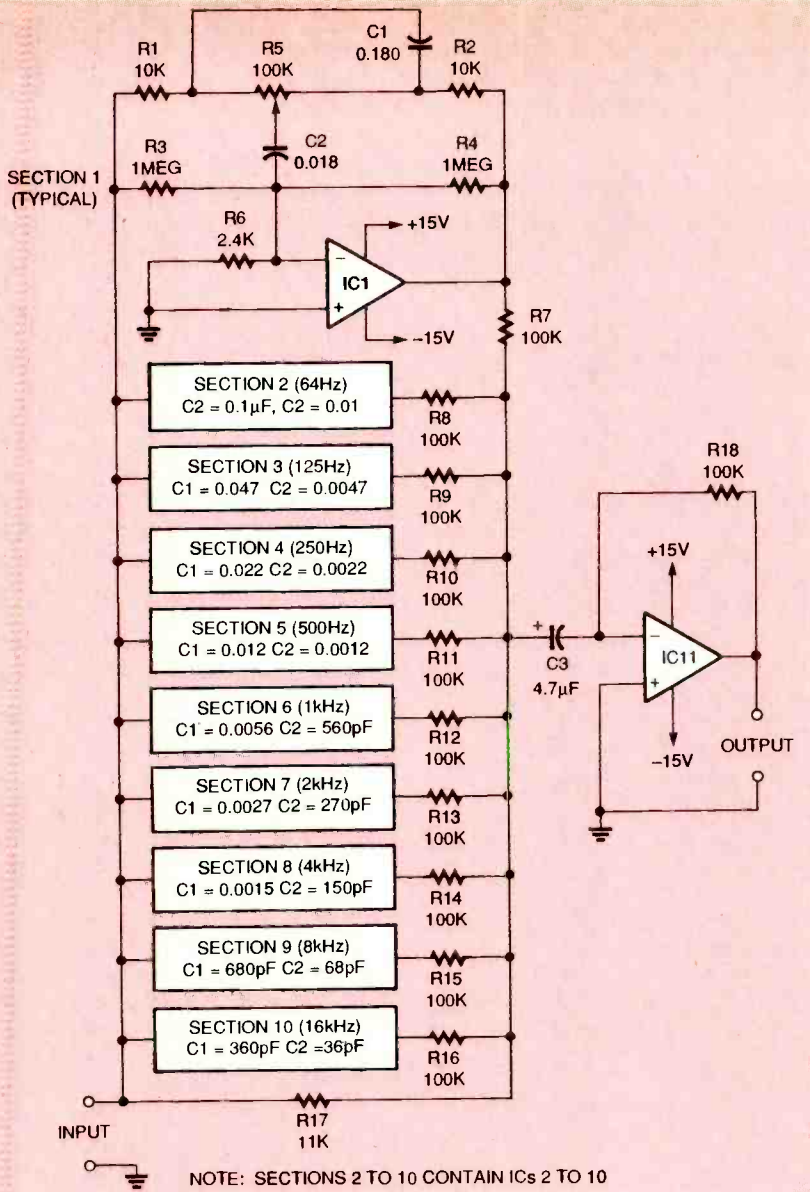 R1
10K
R5
100K
C1
0.180
R2
10K
R3
1MEG
C2
0.018
R4
1MEG
SECTION 1
(TYPICAL)
R6
2.4K
+15V
−
IC1
+
−15V
R7
100K
SECTION 2 (64Hz)
C2 = 0.1µF, C2 = 0.01
R8
100K
SECTION 3 (125Hz)
C1 = 0.047 C2 = 0.0047
R9
100K
SECTION 4 (250Hz)
C1 = 0.022 C2 = 0.0022
R10
100K
SECTION 5 (500Hz)
C1 = 0.012 C2 = 0.0012
R11
100K
SECTION 6 (1kHz)
C1 = 0.0056 C2 = 560pF
R12
100K
SECTION 7 (2kHz)
C1 = 0.0027 C2 = 270pF
R13
100K
SECTION 8 (4kHz)
C1 = 0.0015 C2 = 150pF
R14
100K
SECTION 9 (8kHz)
C1 = 680pF C2 = 68pF
R15
100K
SECTION 10 (16kHz)
C1 = 360pF C2 =36pF
R16
100K
R18
100K
+15V
−
IC11
+
−15V
+
C3
4.7µF
OUTPUT
INPUT
R17
11K
NOTE: SECTIONS 2 TO 10 CONTAIN ICs 2 TO 10